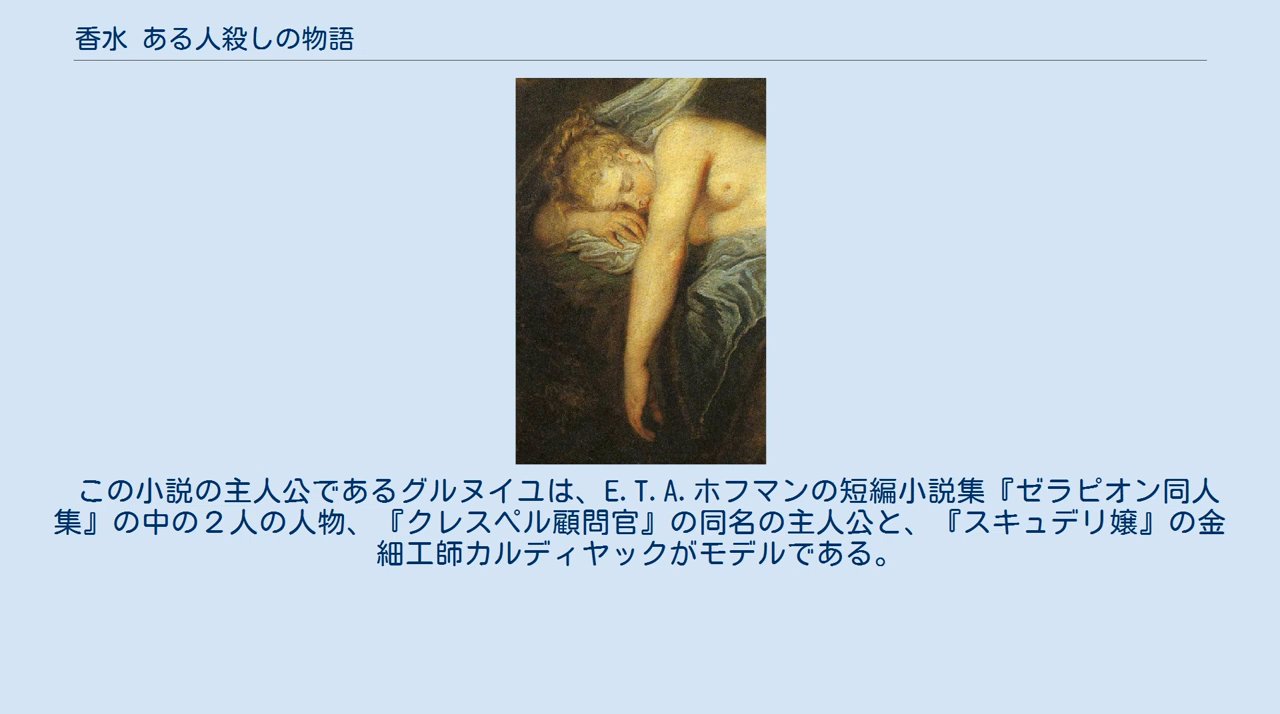 香水 ある人殺しの物語
この小説の主人公であるグルヌイユは、E.T.A.ホフマンの短編小説集『ゼラピオン同人
集』の中の２人の人物、『クレスペル顧問官』の同名の主人公と、『スキュデリ嬢』の金
細工師カルディヤックがモデルである。